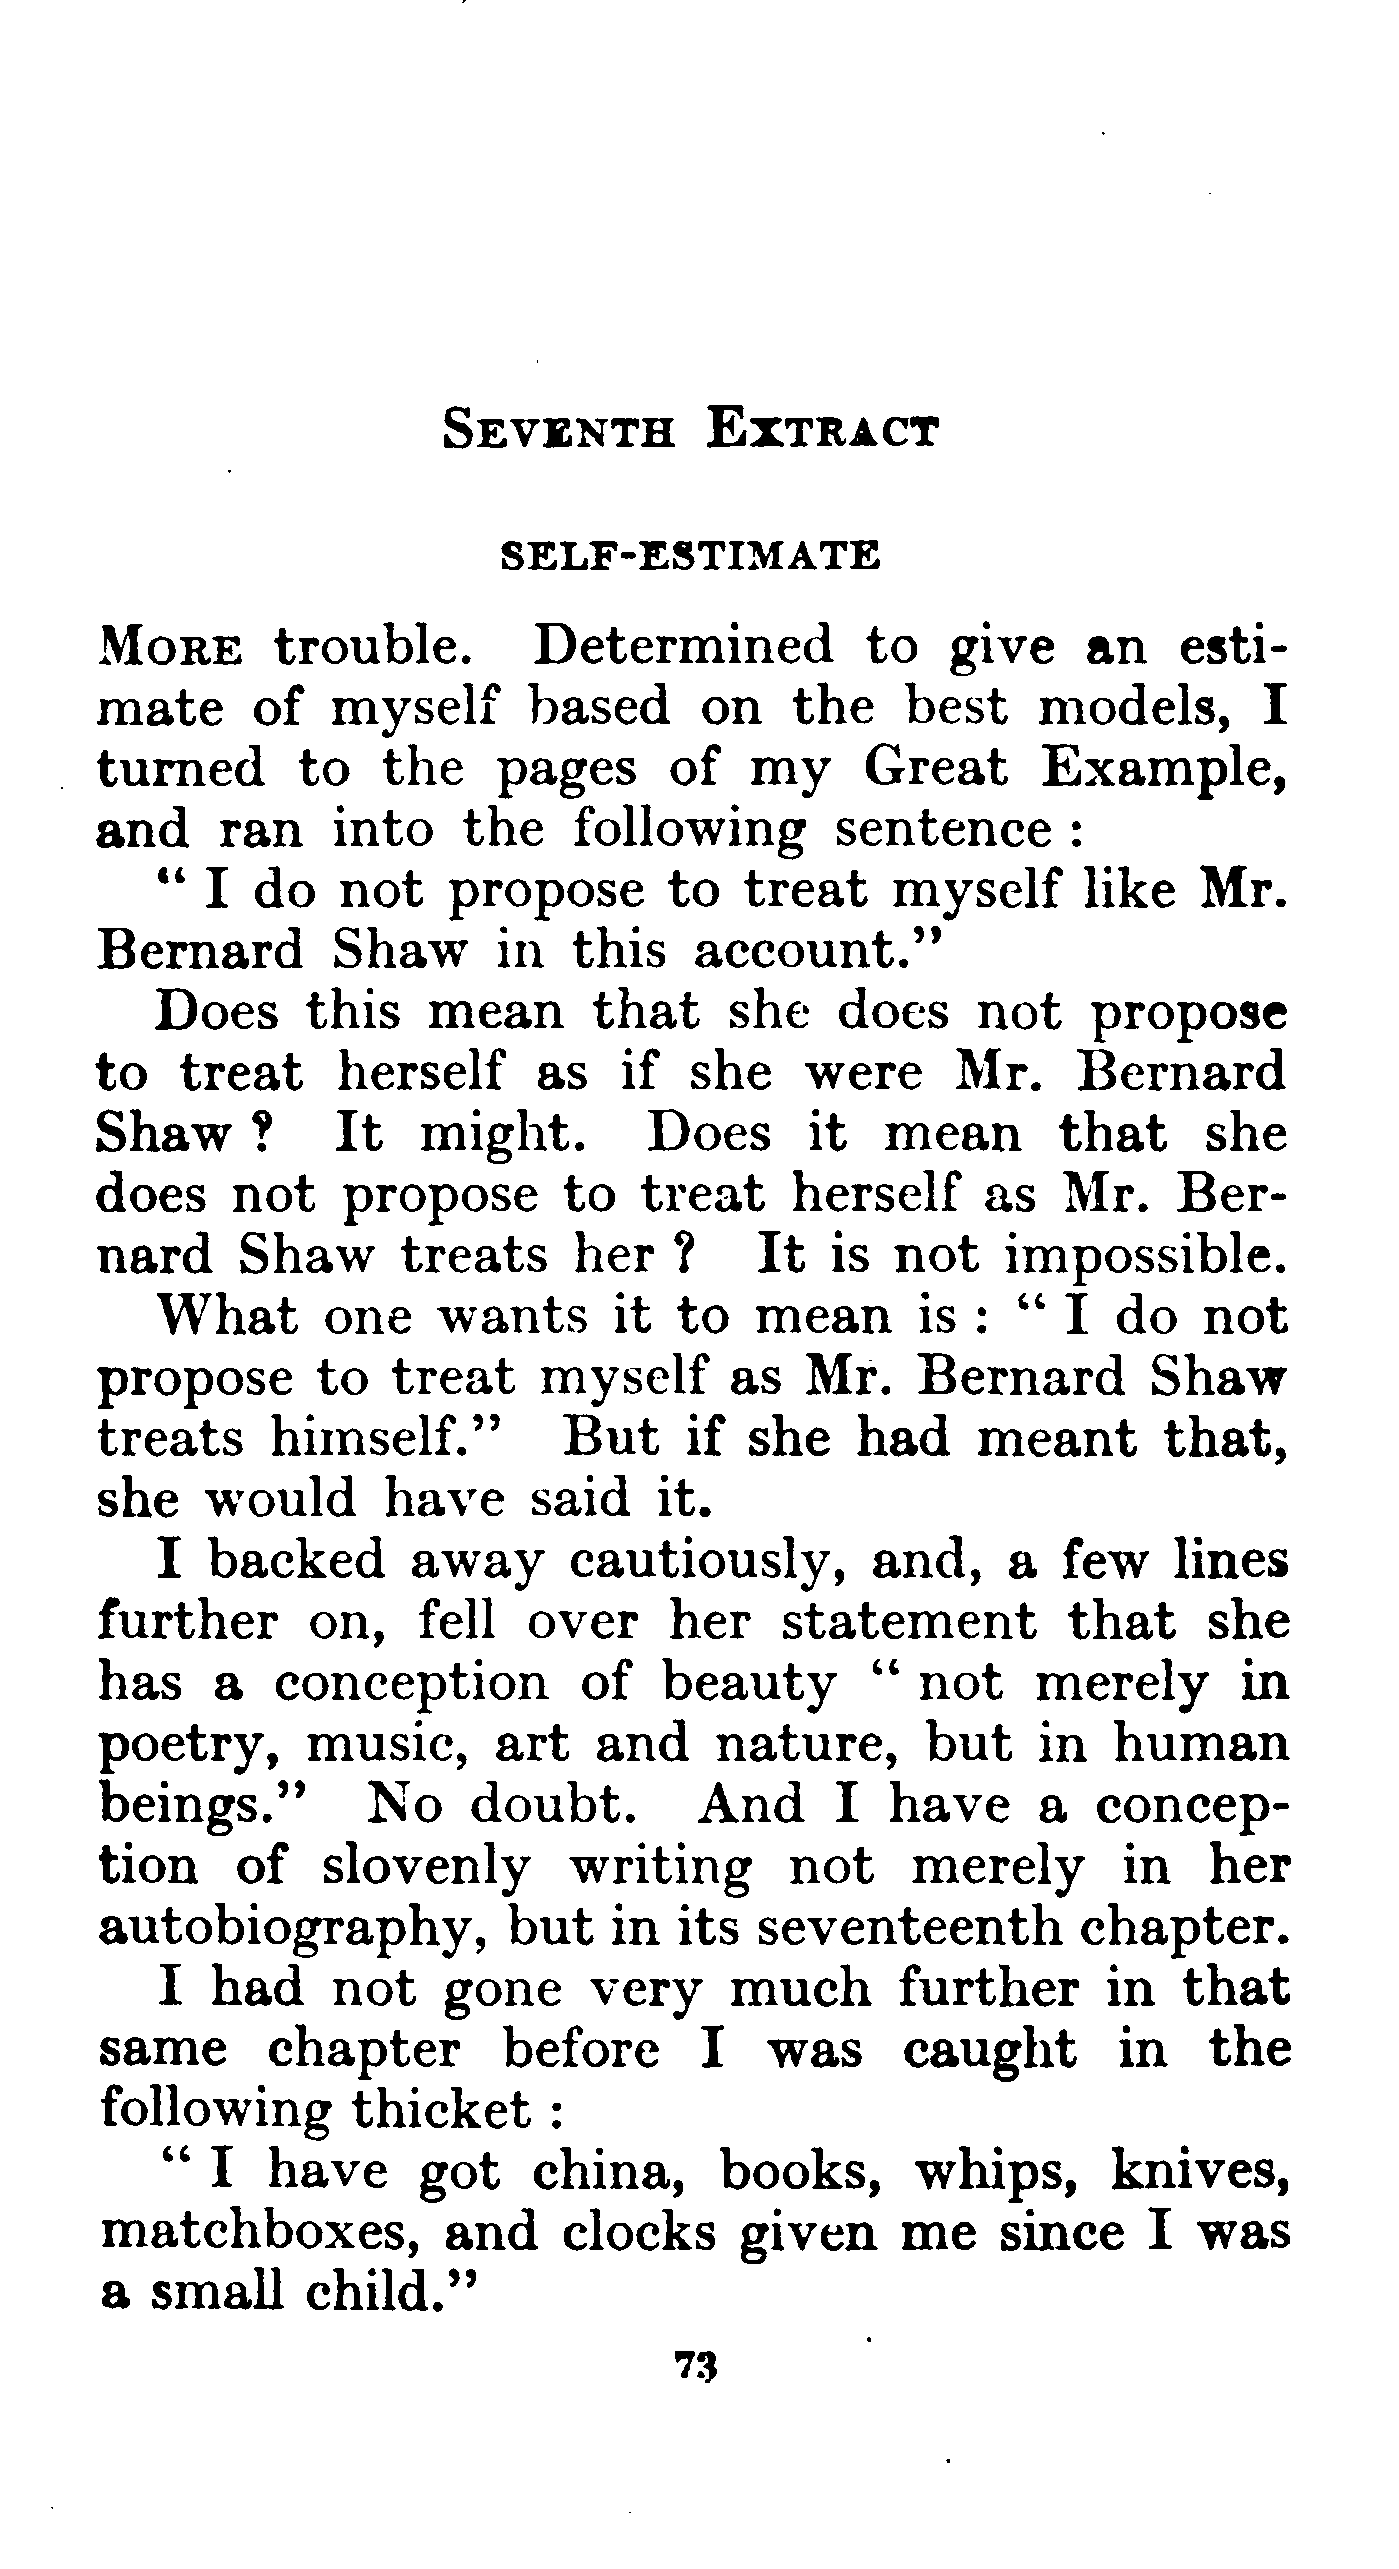 SEVENTH EXTRACT
SELF-ESTIMATE
MORE trouble. Determined to give an esti-
mate of myself based on the best models, I
turned to the pages of my Great Example,
and ran into the following sentence :
“ I do not propose to treat myself like Mr.
Bernard Shaw in this account.”
Does this mean that she does not propose
to treat herself as if she were Mr. Bernard
Shaw ? It might. Does it mean that she
does not propose to treat herself as Mr. Ber-
nard Shaw treats her ? It is not impossible.
What one wants it to mean is : “ I do not
propose to treat myself as Mr. Bernard Shaw
treats himself.” But if she had meant that,
she would have said it.
I backed away cautiously, and, a few lines
further on, fell over her statement that she
has a conception of beauty “ not merely in
poetry, music, art and nature, but in human
beings.” No doubt. And I have a concep-
tion of slovenly writing not merely in her
autobiography, but in its seventeenth chapter.
I had not gone very much further in that
same chapter before I was caught in the
following thicket :
“ I have got china, books, whips, knives,
matchboxes, and clocks given me since I was
a small child.”
73